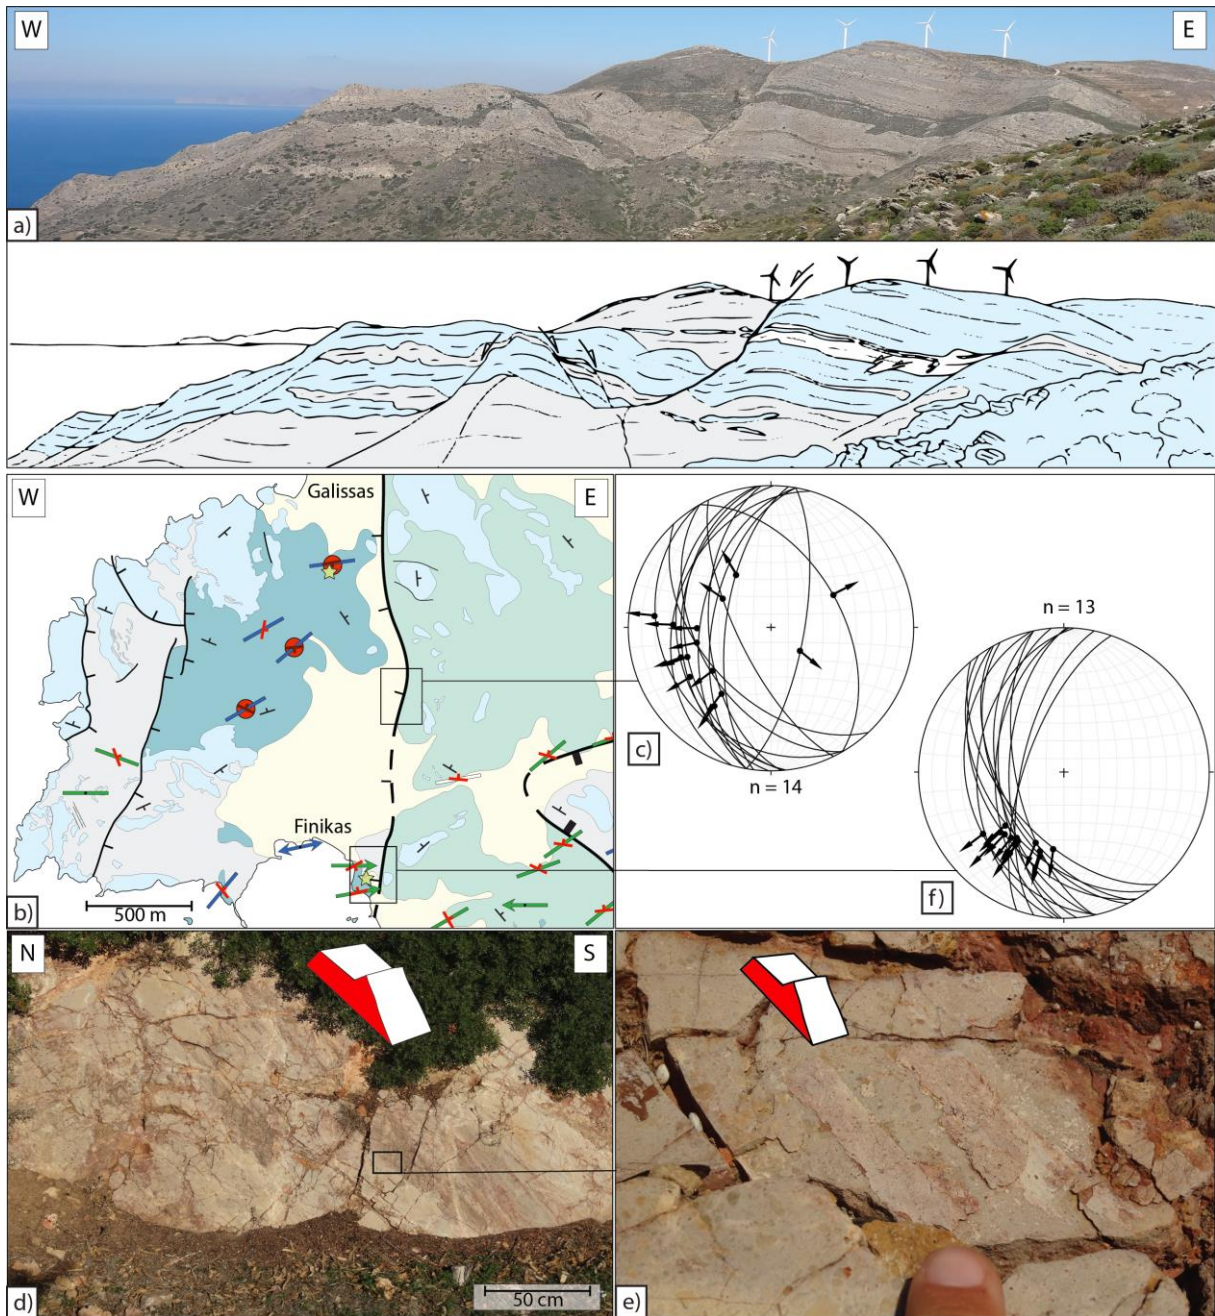 W
E
a)
W
E
Galissas
Finikas
500 m
b)
c)
n = 14
n = 13
f)
N
S
50 cm
d)
e)